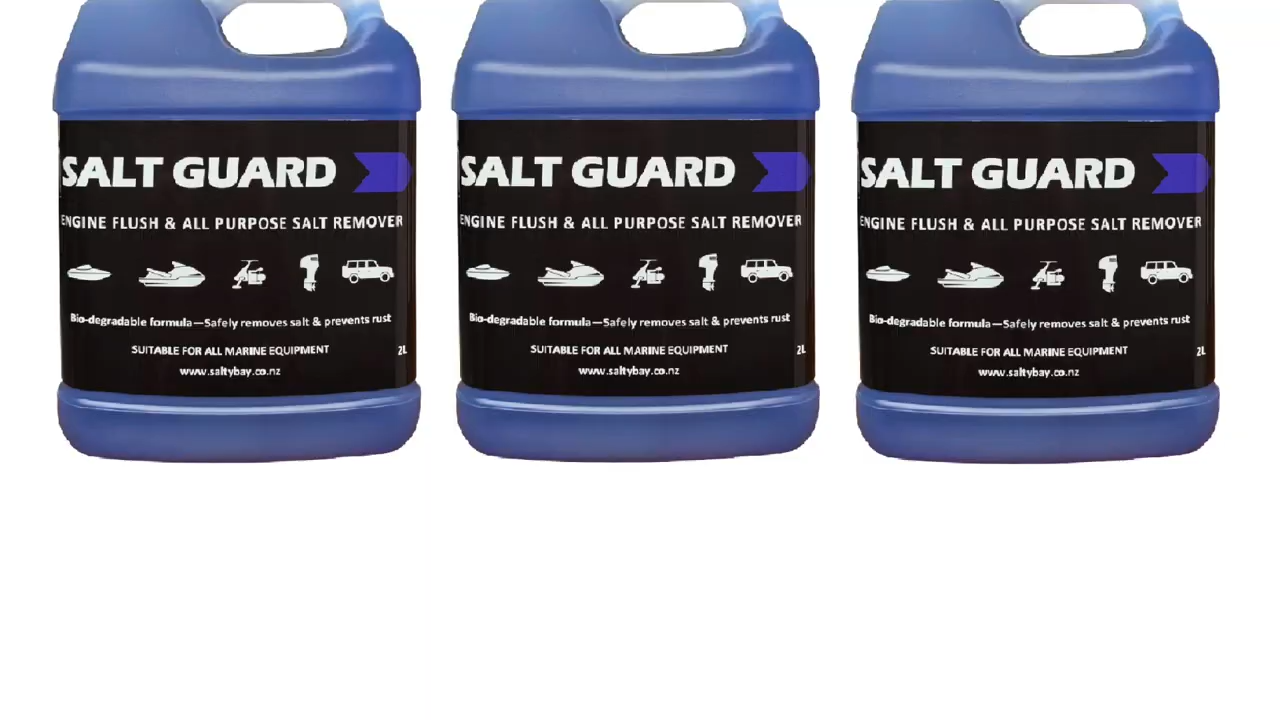 SALT GUARD
ENGINE FLUSH & ALL PURPOSE SALT REMOVER
Bio-degradable formula—Safely removes salt & prevents rust
SUITABLE FOR ALL MARINE EQUIPMENT 2L
www.saltybay.co.nz
SALT GUARD
ENGINE FLUSH & ALL PURPOSE SALT REMOVER
Bio-degradable formula—Safely removes salt & prevents rust
SUITABLE FOR ALL MARINE EQUIPMENT 2L
www.saltybay.co.nz
SALT GUARD
ENGINE FLUSH & ALL PURPOSE SALT REMOVER
Bio-degradable formula—Safely removes salt & prevents rust
SUITABLE FOR ALL MARINE EQUIPMENT 2L
www.saltybay.co.nz